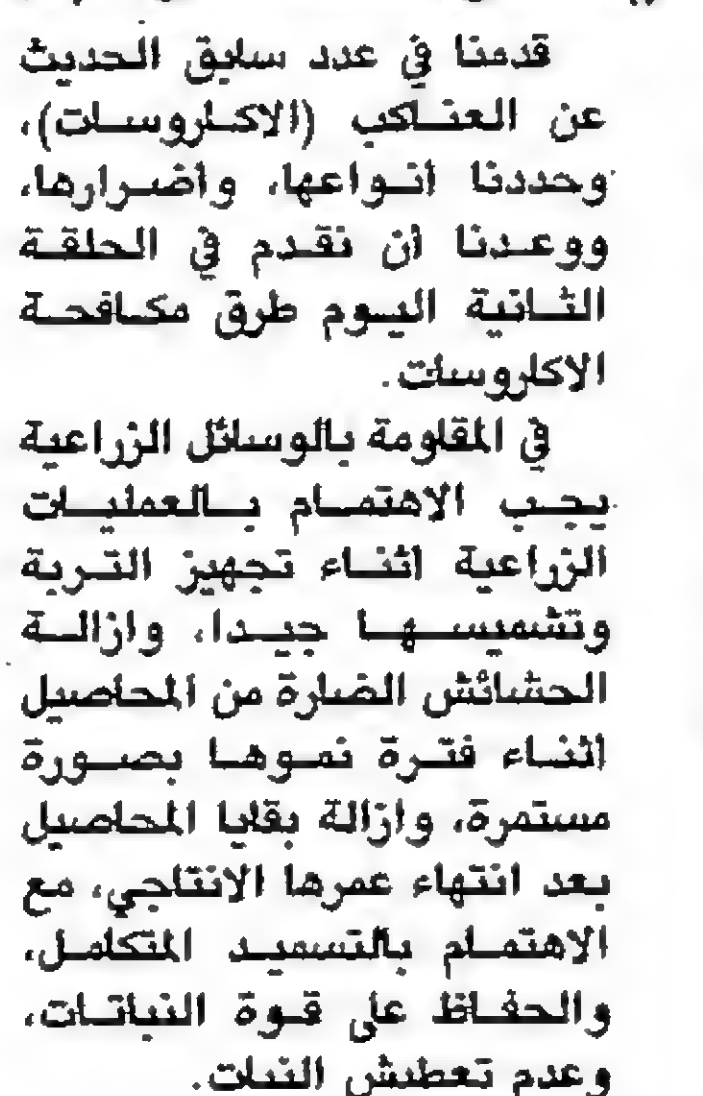 قدمنا في عدد سابق الحديث
عن العناكب (الاكاروسات)،
وحددنا انواعها، واضرارها،
ووعدنا ان نقدم في الحلقة
الثانية اليوم طرق مكافحة
الاكاروسات.
في المقاومة بالوسائل الزراعية
يجب الاهتمام بالعمليات
الزراعية اثناء تجهيز التربة
وتشميسها جيدا، وازالة
الحشائش الضارة من المحاصيل
اثناء فترة نموها بصورة
مستمرة، وازالة بقايا المحاصيل
بعد انتهاء عمرها الانتاجي، مع
الاهتمام بالتسميد المتكامل،
والحفاظ على قوة النباتات،
وعدم تعطيش النبات.